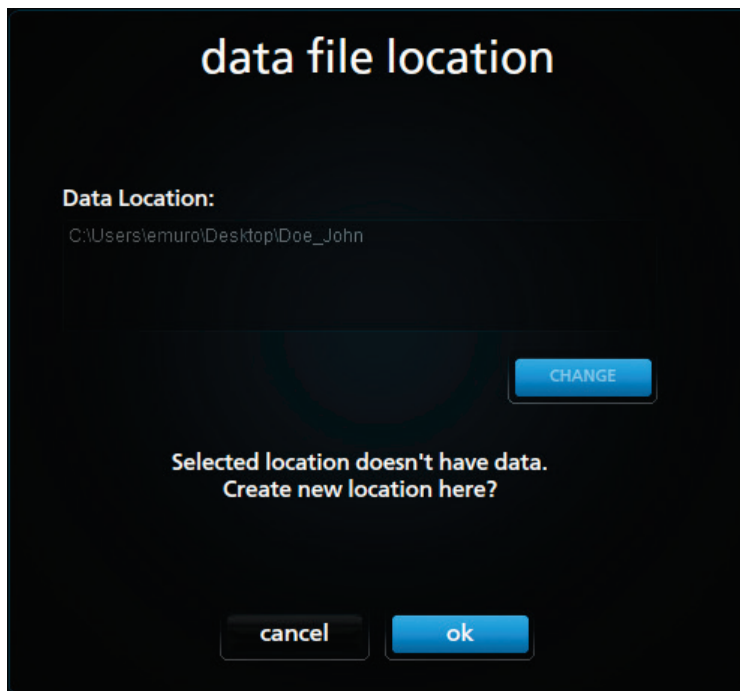 data file location
Data Location:
C:\Users\emuro\Desktop\Doe_John
CHANGE
Selected location doesn't have data.
Create new location here?
cancel ok